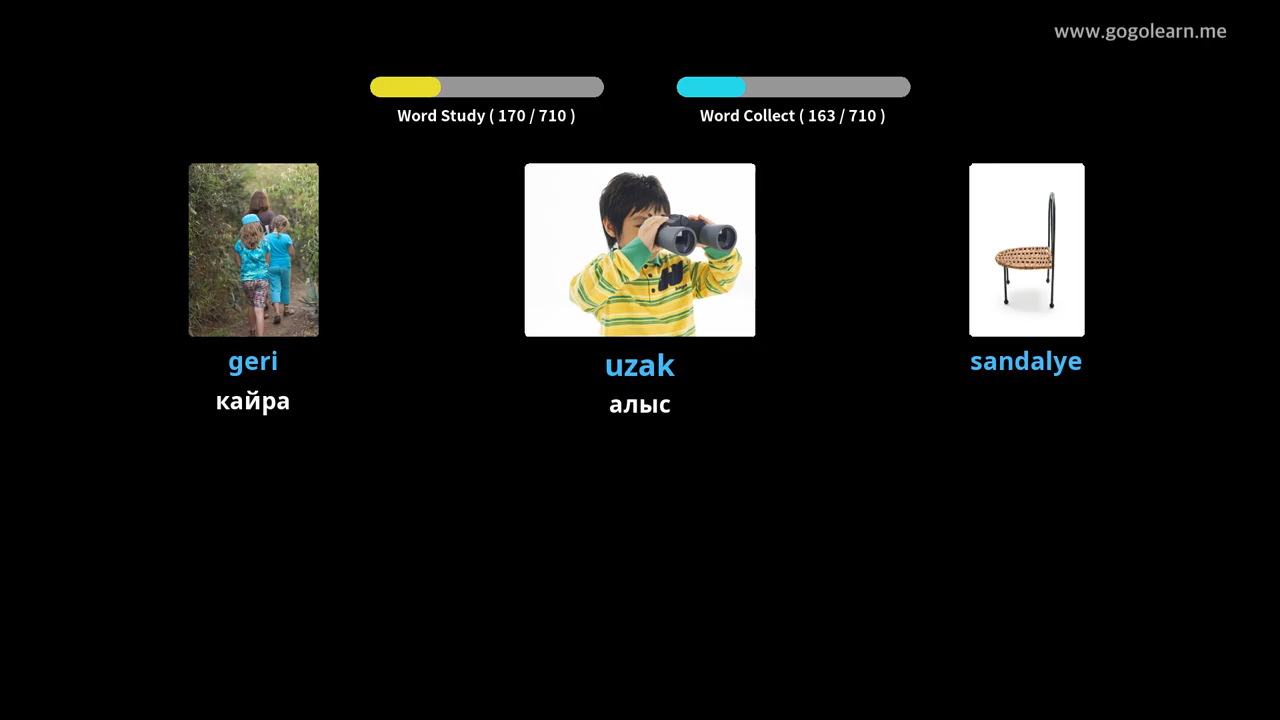 www.gogolearn.me
Word Study ( 170 / 710 )
Word Collect ( 163 / 710 )
geri
кайра
uzak
алыс
sandalye